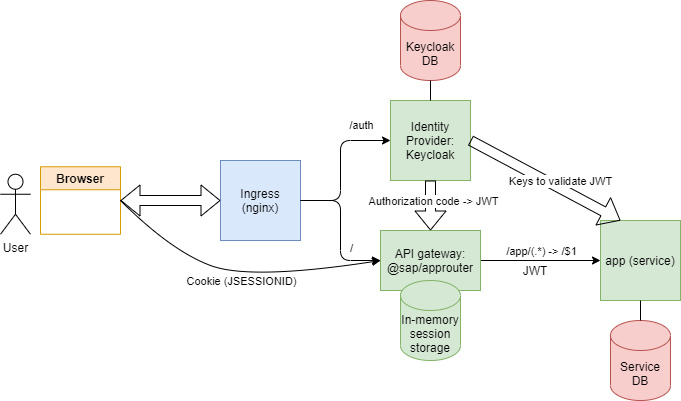 Keycloak
DB
/auth
Identity
Provider:
Keycloak
Browser
Ingress
(nginx)
Keys to validate JWT
Authorization code -> JWT
User
/
API gateway:
@sap/approuter
/app/(.*) -> /$1
JWT
app (service)
Cookie (JSESSIONID)
In-memory
session
storage
Service
DB